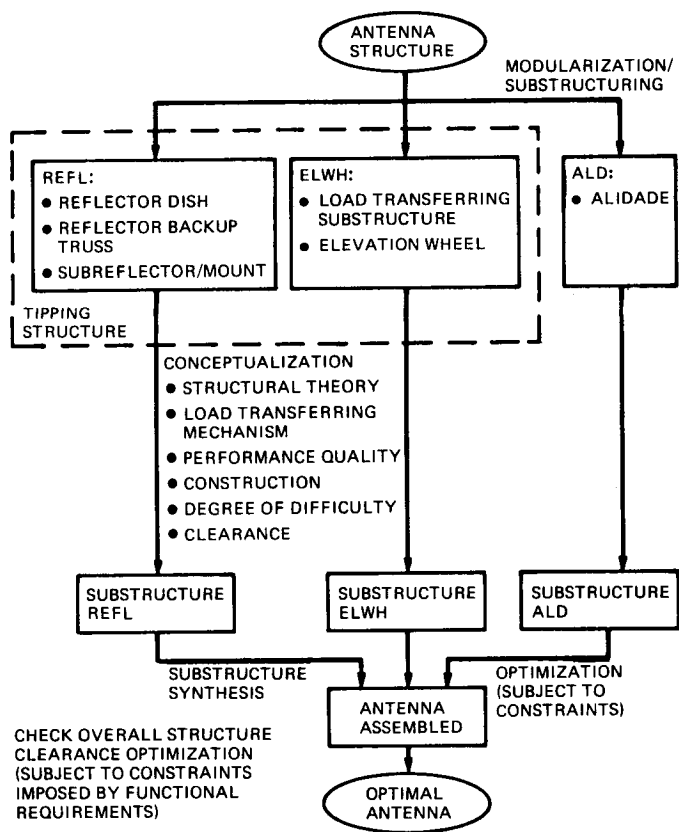 ANTENNA
STRUCTURE
MODULARIZATION/
SUBSTRUCTURING
REFL:
● REFLECTOR DISH
● REFLECTOR BACKUP
TRUSS
● SUBREFLECTOR/MOUNT
ELWH:
● LOAD TRANSFERRING
SUBSTRUCTURE
● ELEVATION WHEEL
ALD:
● ALIDADE
TIPPING
STRUCTURE
CONCEPTUALIZATION
● STRUCTURAL THEORY
● LOAD TRANSFERRING
MECHANISM
● PERFORMANCE QUALITY
● CONSTRUCTION
● DEGREE OF DIFFICULTY
● CLEARANCE
SUBSTRUCTURE
REFL
SUBSTRUCTURE
ELWH
SUBSTRUCTURE
ALD
SUBSTRUCTURE
SYNTHESIS
OPTIMIZATION
(SUBJECT TO
CONSTRAINTS)
ANTENNA
ASSEMBLED
CHECK OVERALL STRUCTURE
CLEARANCE OPTIMIZATION
(SUBJECT TO CONSTRAINTS
IMPOSED BY FUNCTIONAL
REQUIREMENTS)
OPTIMAL
ANTENNA